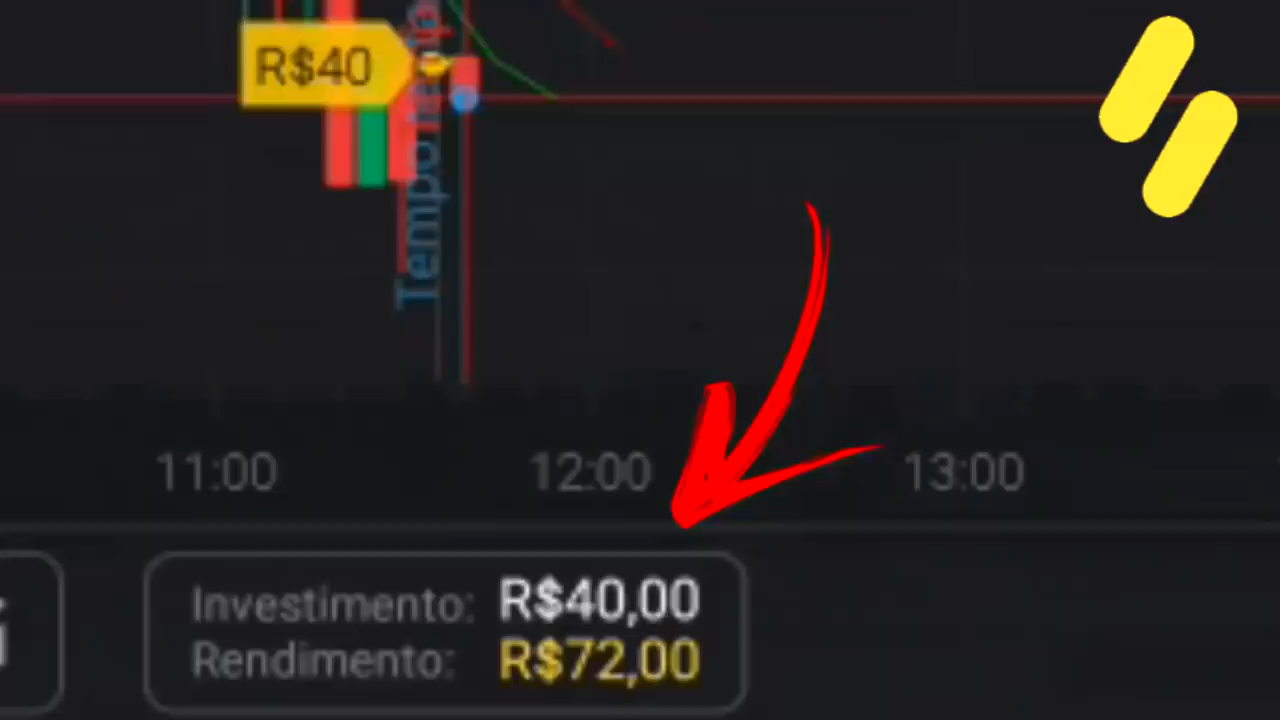 R$40
Tempo
11:00
12:00
13:00
Investimento: R$40,00
Rendimento: R$72,00